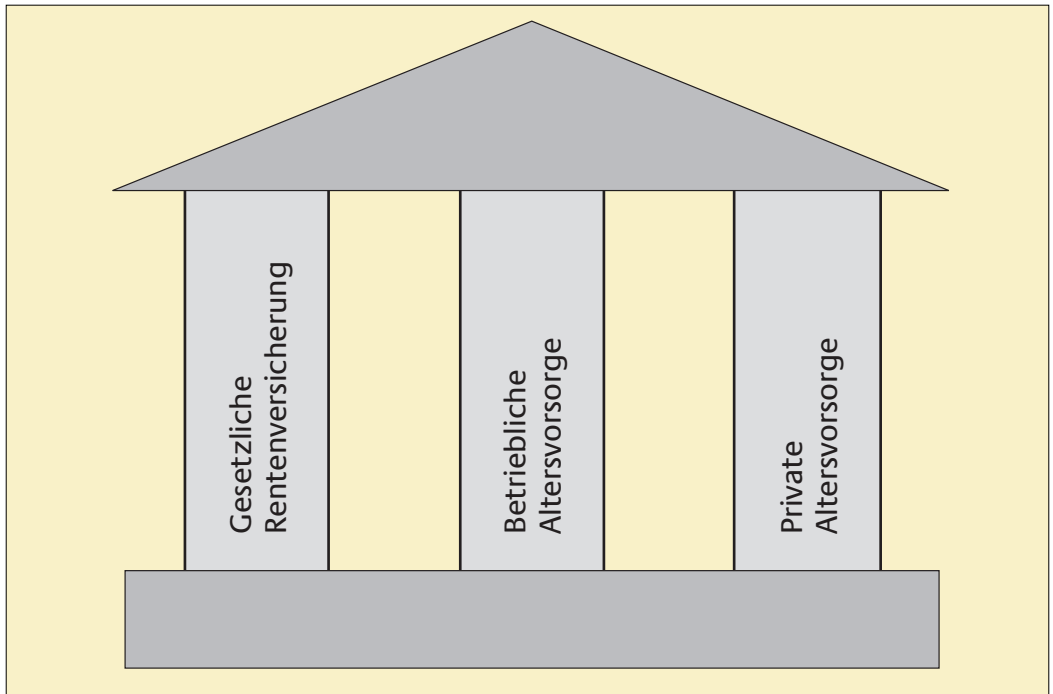 Gesetzliche
Rentenversicherung
Betriebliche
Altersvorsorge
Private
Altersvorsorge